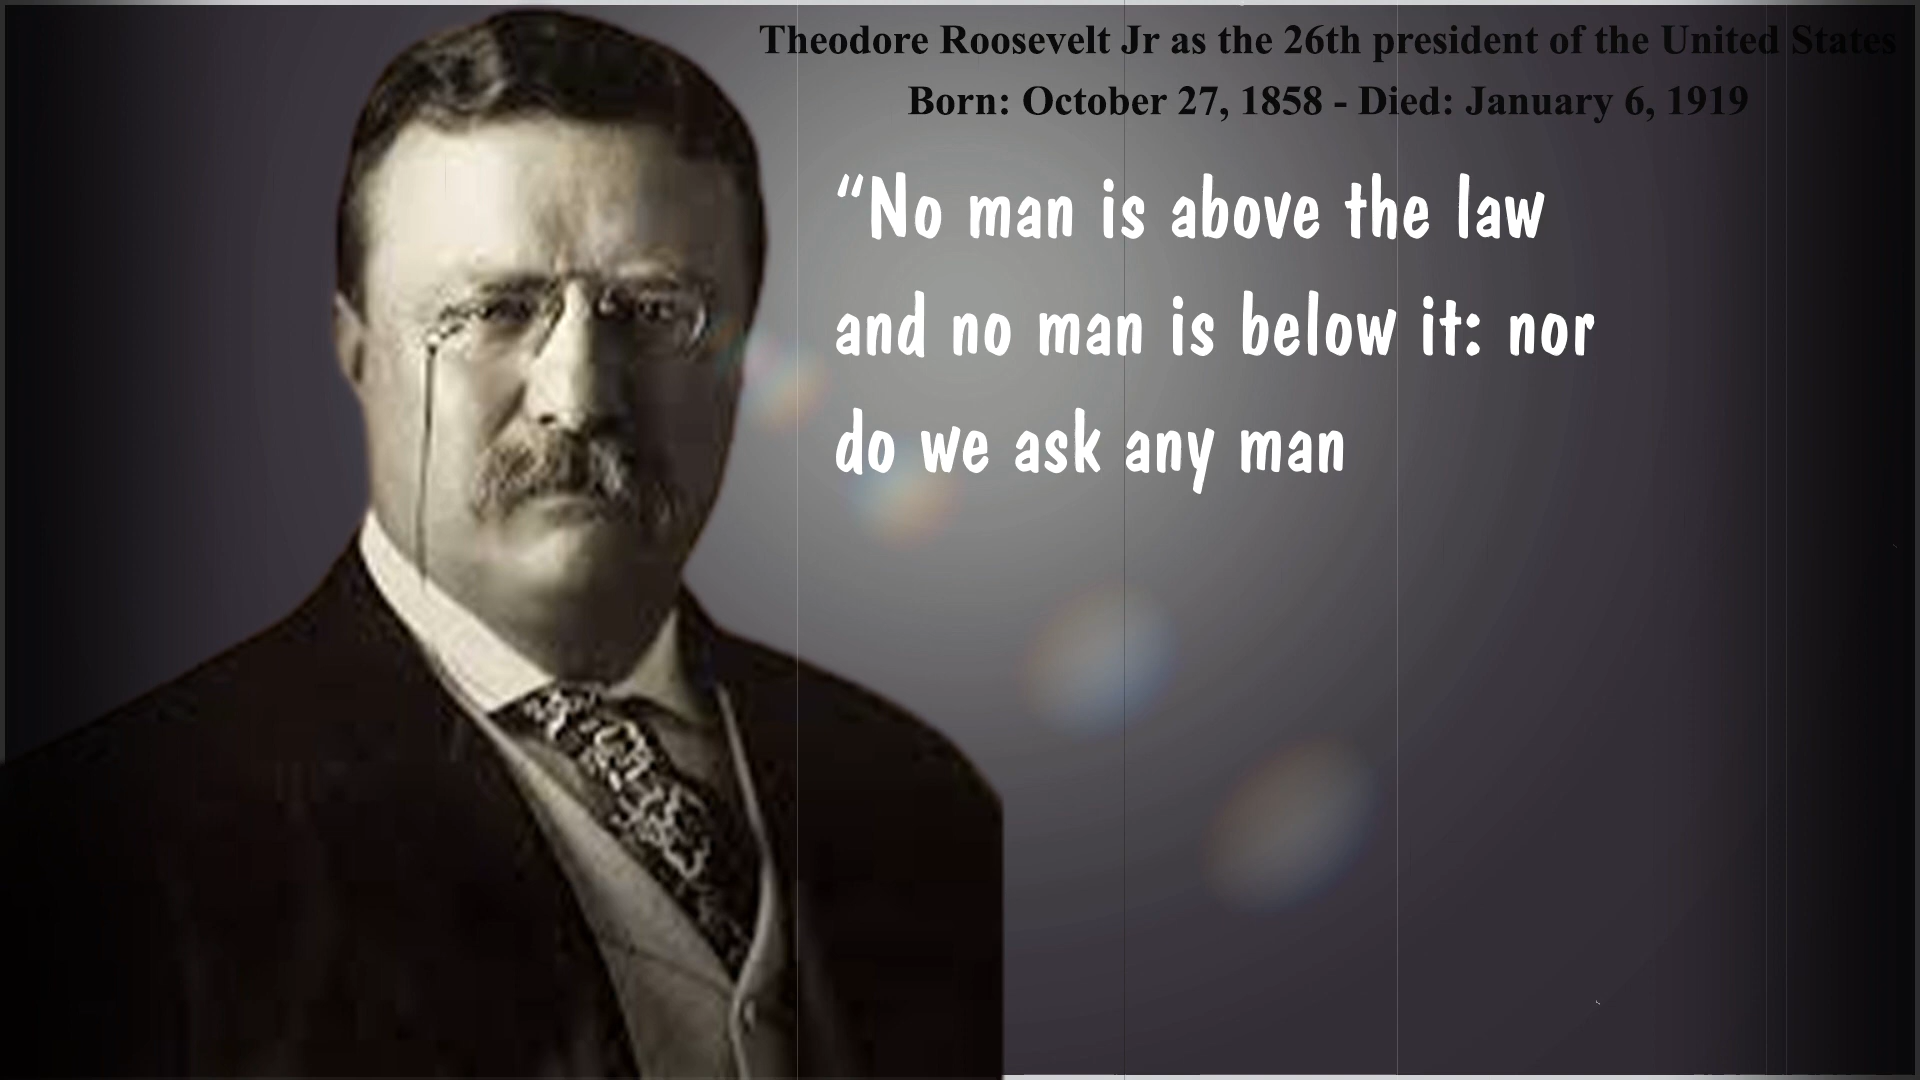 Theodore Roosevelt Jr as the 26th president of the United States
Born: October 27, 1858 - Died: January 6, 1919
“No man is above the law
and no man is below it: nor
do we ask any man